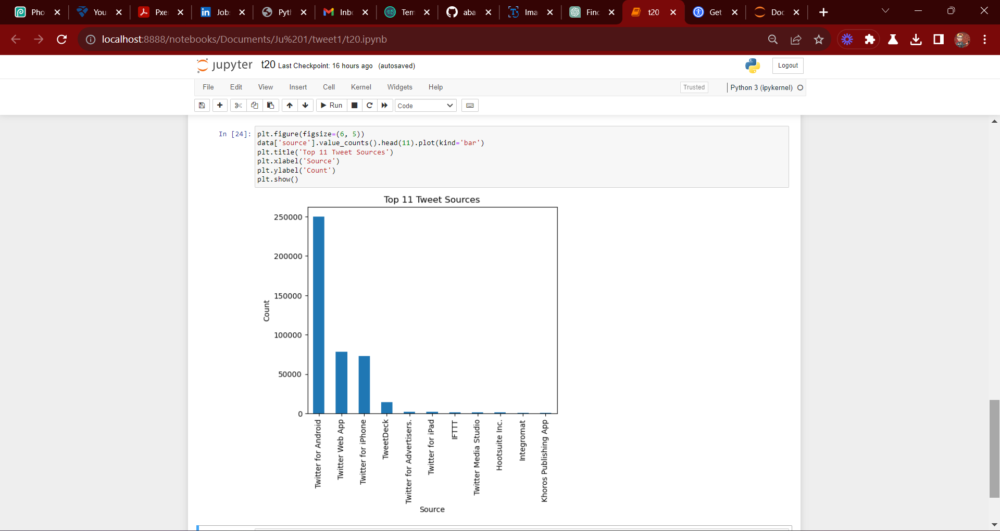 Pho
You
Pxe
Job
Pyt
Inb
Tem
aba
Ima
Finc
t20
Get
Doc
localhost:8888/notebooks/Documents/Ju%201/tweet1/t20.ipynb
jupyter t20 Last Checkpoint: 16 hours ago (autosaved)
Logout
File Edit View Insert Cell Kernel Widgets Help
Trusted
Python 3 (ipykernel)
Run
Code
In [24]:
plt.figure(figsize=(6, 5))
data['source'].value_counts().head(11).plot(kind='bar')
plt.title('Top 11 Tweet Sources')
plt.xlabel('Source')
plt.ylabel('Count')
plt.show()
Top 11 Tweet Sources
250000
200000
150000
100000
50000
0
Count
Twitter for Android
Twitter Web App
Twitter for iPhone
TweetDeck
Twitter for Advertisers.
Twitter for iPad
IFTTT
Twitter Media Studio
Hootsuite Inc.
Integromat
Khoros Publishing App
Source